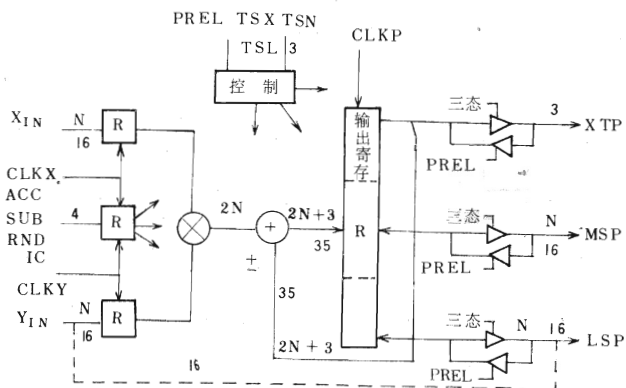 PREL TSX TSN
TSL 3
控制
CLKP
X IN
N
16
R
CLKX
ACC
SUB
4
R
RND
IC
CLKY
Y IN
N
16
R
2N
+
±
2N+3
35
35
2N+3
输出寄存
R
三态
3
XTP
PREL
三态
N
16
MSP
PREL
三态
N
16
LSP
PREL
16